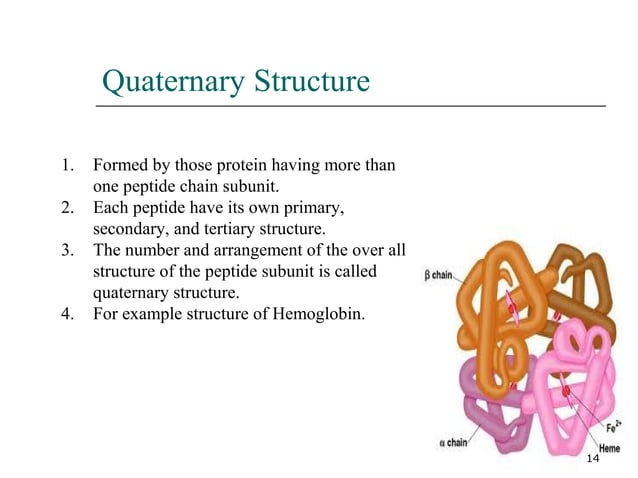 Quaternary Structure
1. Formed by those protein having more than
one peptide chain subunit.
2. Each peptide have its own primary,
secondary, and tertiary structure.
3. The number and arrangement of the over all
structure of the peptide subunit is called
quaternary structure.
4. For example structure of Hemoglobin.
β chain
Fe²⁺
α chain
Heme
14